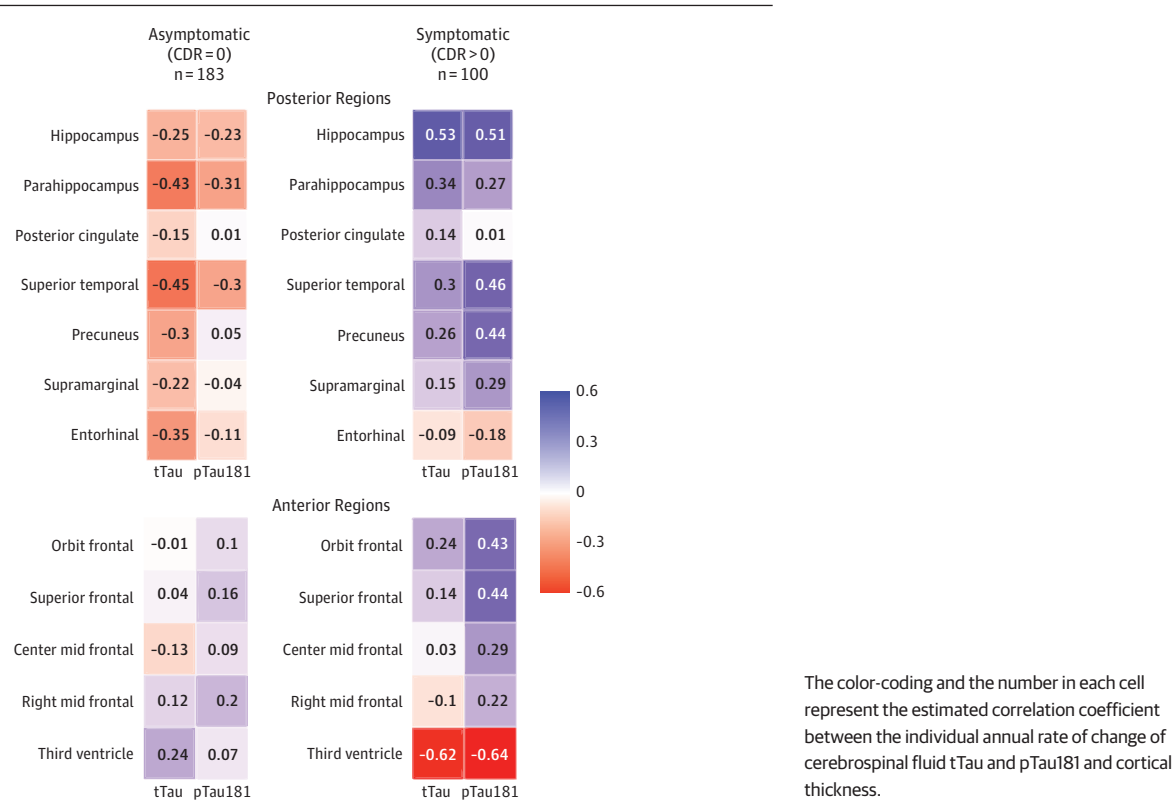 Asymptomatic
(CDR = 0)
n = 183
Symptomatic
(CDR > 0)
n = 100
Posterior Regions
Hippocampus -0.25 -0.23 Hippocampus 0.53 0.51
Parahippocampus -0.43 -0.31 Parahippocampus 0.34 0.27
Posterior cingulate -0.15 0.01 Posterior cingulate 0.14 0.01
Superior temporal -0.45 -0.3 Superior temporal 0.3 0.46
Precuneus -0.3 0.05 Precuneus 0.26 0.44
Supramarginal -0.22 -0.04 Supramarginal 0.15 0.29
Entorhinal -0.35 -0.11 Entorhinal -0.09 -0.18
tTau pTau181 tTau pTau181
0.6
0.3
0
-0.3
-0.6
Anterior Regions
Orbit frontal -0.01 0.1 Orbit frontal 0.24 0.43
Superior frontal 0.04 0.16 Superior frontal 0.14 0.44
Center mid frontal -0.13 0.09 Center mid frontal 0.03 0.29
Right mid frontal 0.12 0.2 Right mid frontal -0.1 0.22
Third ventricle 0.24 0.07 Third ventricle -0.62 -0.64
tTau pTau181 tTau pTau181
The color-coding and the number in each cell
represent the estimated correlation coefficient
between the individual annual rate of change of
cerebrospinal fluid tTau and pTau181 and cortical
thickness.